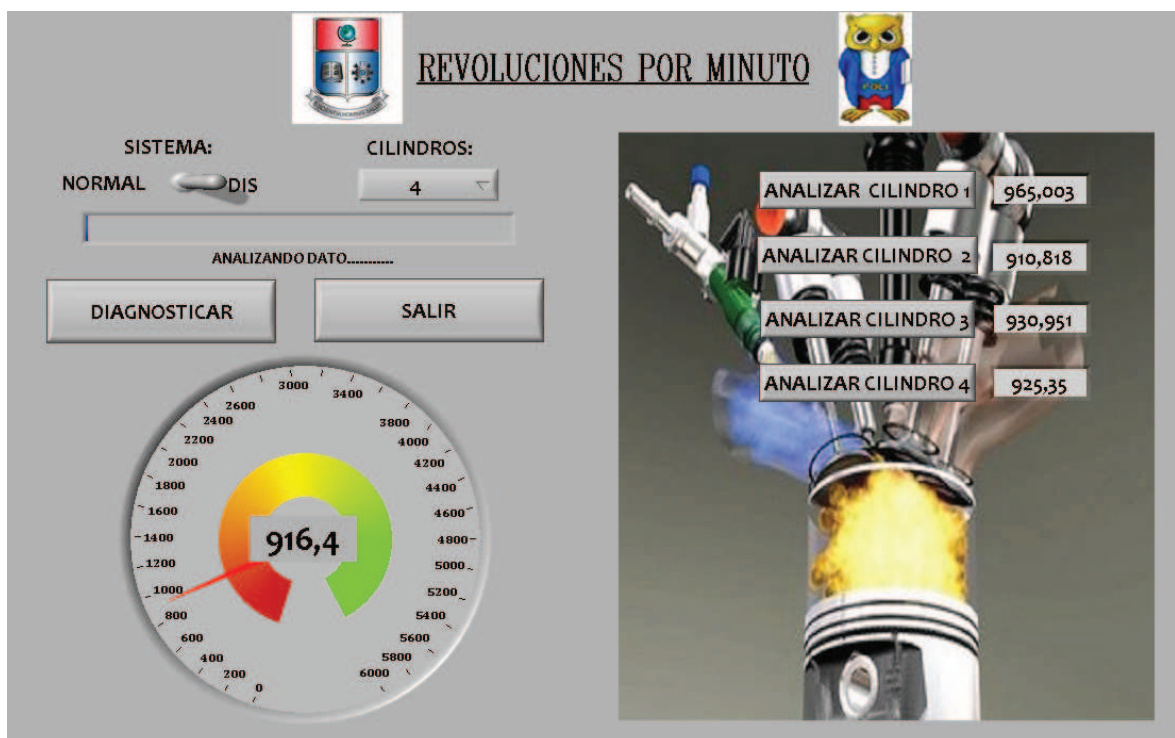 REVOLUCIONES POR MINUTO
POLI
SISTEMA:
CILINDROS:
NORMAL
DIS
4
ANALIZANDO DATO...........
DIAGNOSTICAR
SALIR
ANALIZAR CILINDRO 1
965,003
ANALIZAR CILINDRO 2
910,818
ANALIZAR CILINDRO 3
930,951
ANALIZAR CILINDRO 4
925,35
916,4
0
200
400
600
800
1000
1200
1400
1600
1800
2000
2200
2400
2600
3000
3400
3800
4000
4200
4400
4600
4800
5000
5200
5400
5600
5800
6000